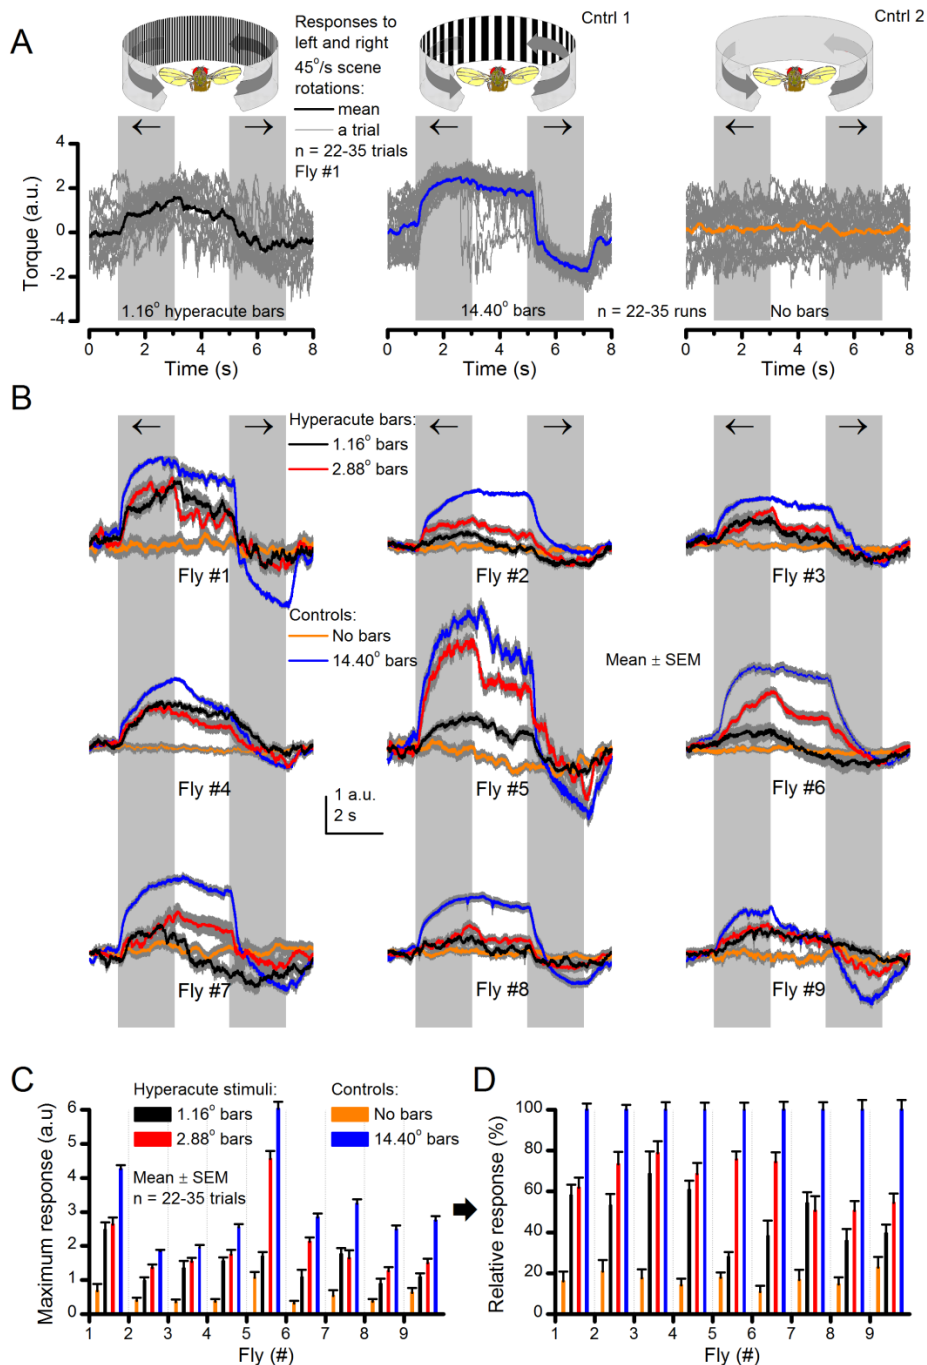 A
Responses to
left and right
45°/s scene
rotations:
mean
a trial
n = 22-35 trials
Fly #1
Cntrl 1
Cntrl 2
← →
← →
← →
Torque (a.u.)
4
2
0
-2
-4
1.16° hyperacute bars
14.40° bars
n = 22-35 runs
No bars
0 2 4 6 8
0 2 4 6 8
0 2 4 6 8
Time (s)
Time (s)
Time (s)
B
← →
← →
← →
Hyperacute bars:
1.16° bars
2.88° bars
Fly #1
Fly #2
Fly #3
Controls:
No bars
14.40° bars
Mean ± SEM
Fly #4
Fly #5
Fly #6
1 a.u.
2 s
Fly #7
Fly #8
Fly #9
C
Hyperacute stimuli:
1.16° bars
2.88° bars
Controls:
No bars
14.40° bars
Mean ± SEM
n = 22-35 trials
Maximum response (a.u)
6
5
4
3
2
1
0
1 2 3 4 5 6 7 8 9
Fly (#)
D
Relative response (%)
100
80
60
40
20
0
1 2 3 4 5 6 7 8 9
Fly (#)